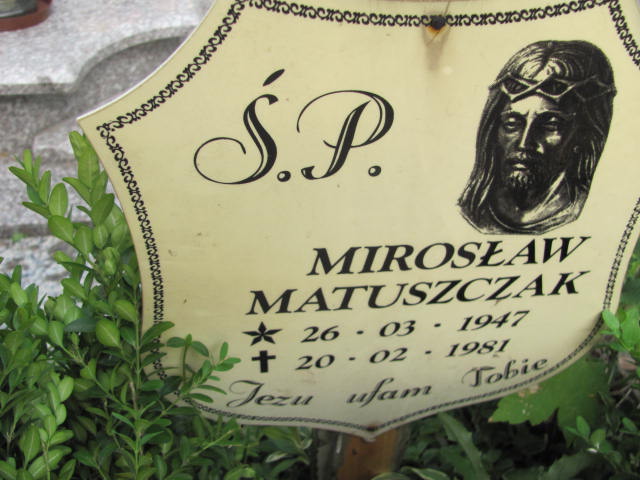 Ś.P.
MIROSŁAW
MATUSZCZAK
★ 26 · 03 · 1947
✝ 20 · 02 · 1981
Jezu ufam Tobie